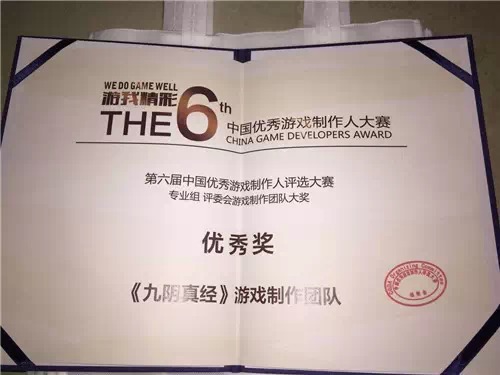 WE DO GAME WELL
游我精彩
THE 6th
中国优秀游戏制作人大赛
CHINA GAME DEVELOPERS AWARD
第六届中国优秀游戏制作人评选大赛
专业组 评委会游戏制作团队大奖
优秀奖
《九阴真经》游戏制作团队